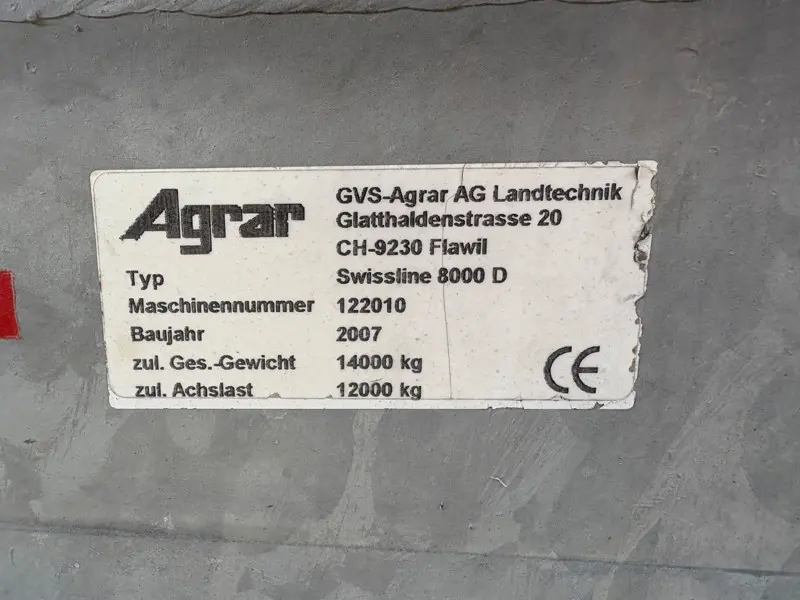 Agrar
GVS-Agrar AG Landtechnik
Glatthaldenstrasse 20
CH-9230 Flawil
Typ Swissline 8000 D
Maschinennummer 122010
Baujahr 2007
zul. Ges.-Gewicht 14000 kg
zul. Achslast 12000 kg
CE